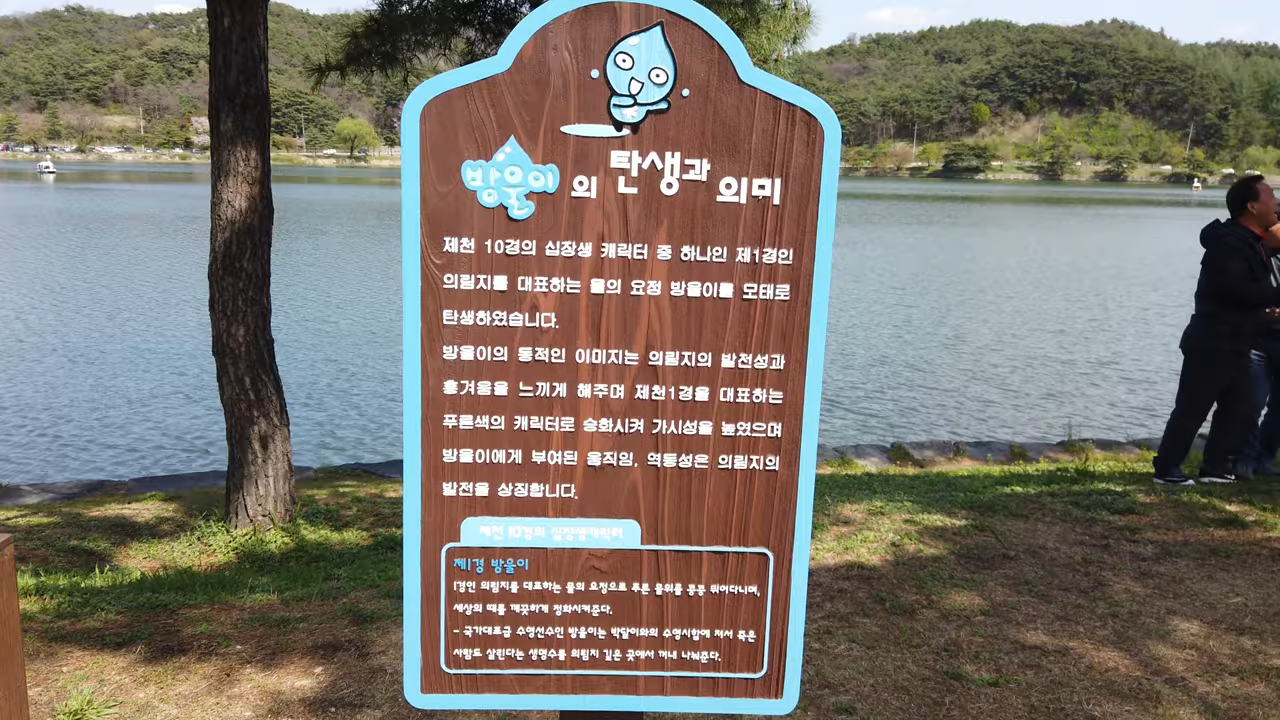 방울이의 탄생과 의미
제천 10경의 십장생 캐릭터 중 하나인 제1경인
의림지를 대표하는 물의 요정 방울이를 모태로
탄생하였습니다.
방울이의 동적인 이미지는 의림지의 발전성과
흥겨움을 느끼게 해주며 제천1경을 대표하는
푸른색의 캐릭터로 승화시켜 가시성을 높였으며
방울이에게 부여된 움직임, 역동성은 의림지의
발전을 상징합니다.
제천 10경의 십장생캐릭터
제1경 방울이
1경인 의림지를 대표하는 물의 요정으로 푸른 물위를 통통 뛰어다니며,
세상의 때를 깨끗하게 정화시켜준다.
- 국가대표급 수영선수인 방울이는 박달이와의 수영시합에 져서 죽은
사람도 살린다는 생명수를 의림지 깊은 곳에서 꺼내 나눠준다.